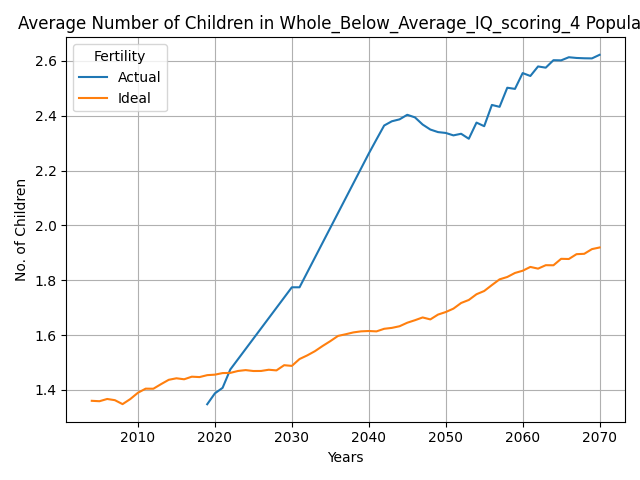 Average Number of Children in Whole_Below_Average_IQ_scoring_4 Popula
Fertility
Actual
Ideal
No. of Children
2.6
2.4
2.2
2.0
1.8
1.6
1.4
2010 2020 2030 2040 2050 2060 2070
Years